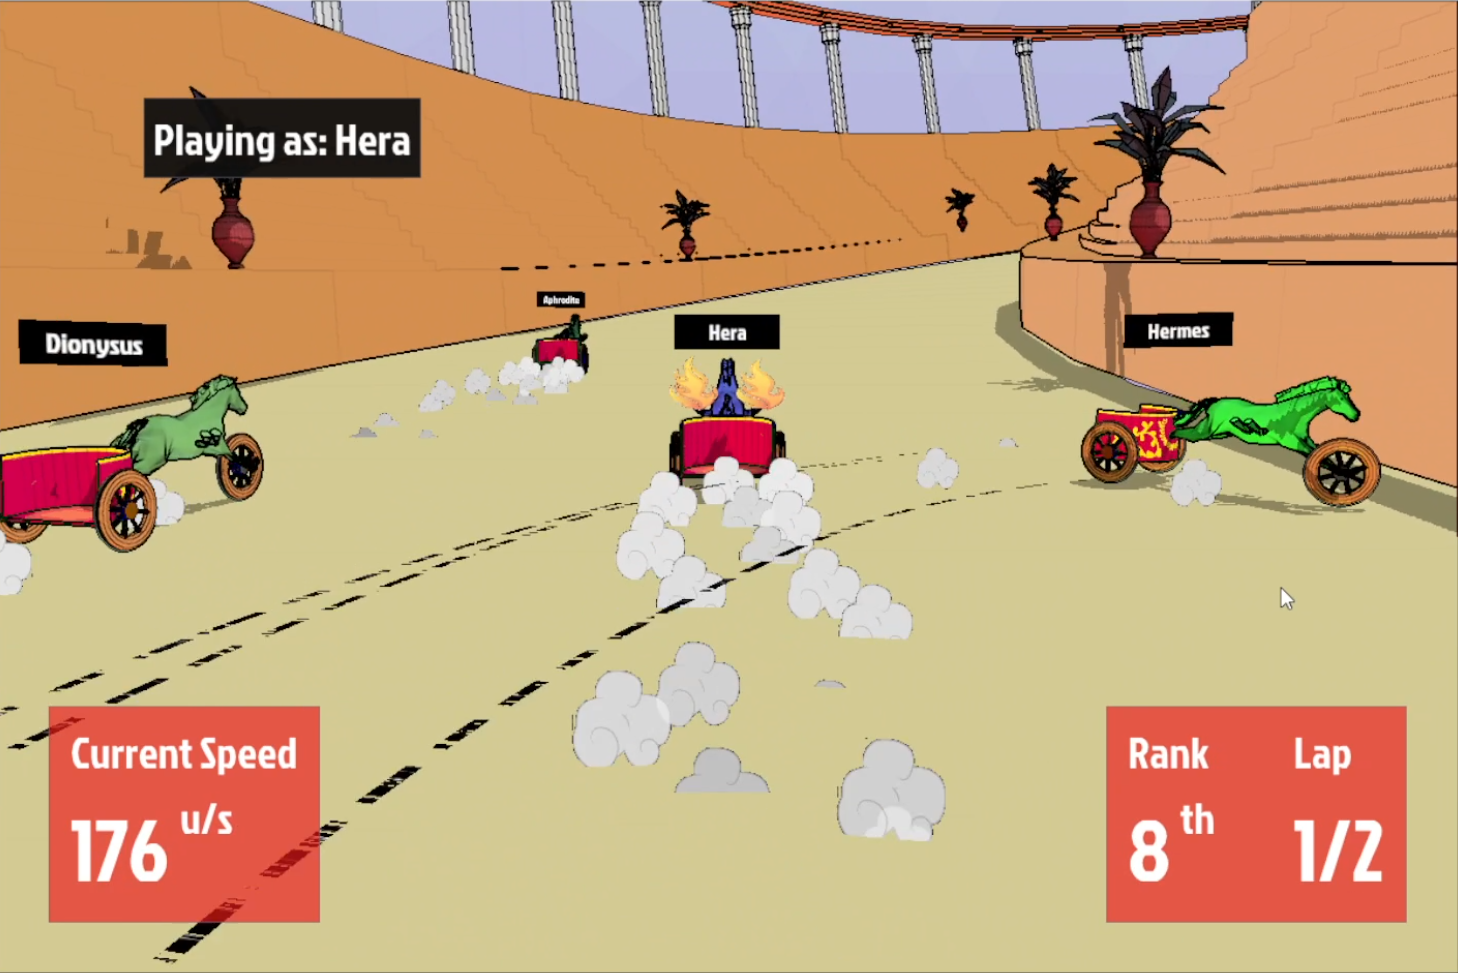 Playing as: Hera
Aphrodite
Dionysus
Hera
Hermes
Current Speed
176 u/s
Rank
8 th
Lap
1/2